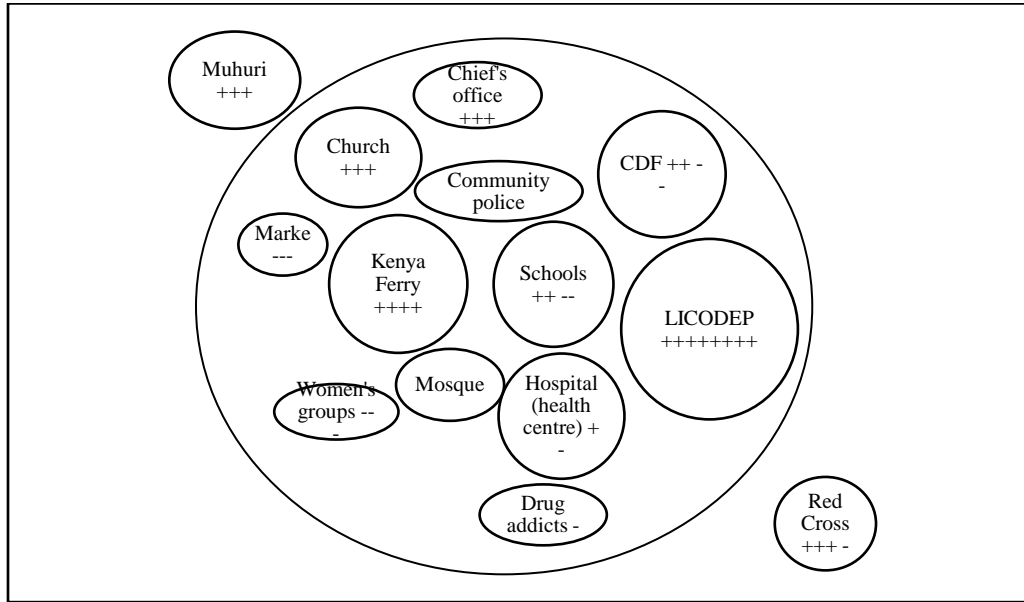 Muhuri
+++
Chief's
office
+++
Church
+++
CDF ++ -
-
Community
police
Marke
---
Kenya
Ferry
++++
Schools
++ --
LICODEP
++++++++
Women's
groups --
-
Mosque
Hospital
(health
centre) +
-
Drug
addicts -
Red
Cross
+++ -